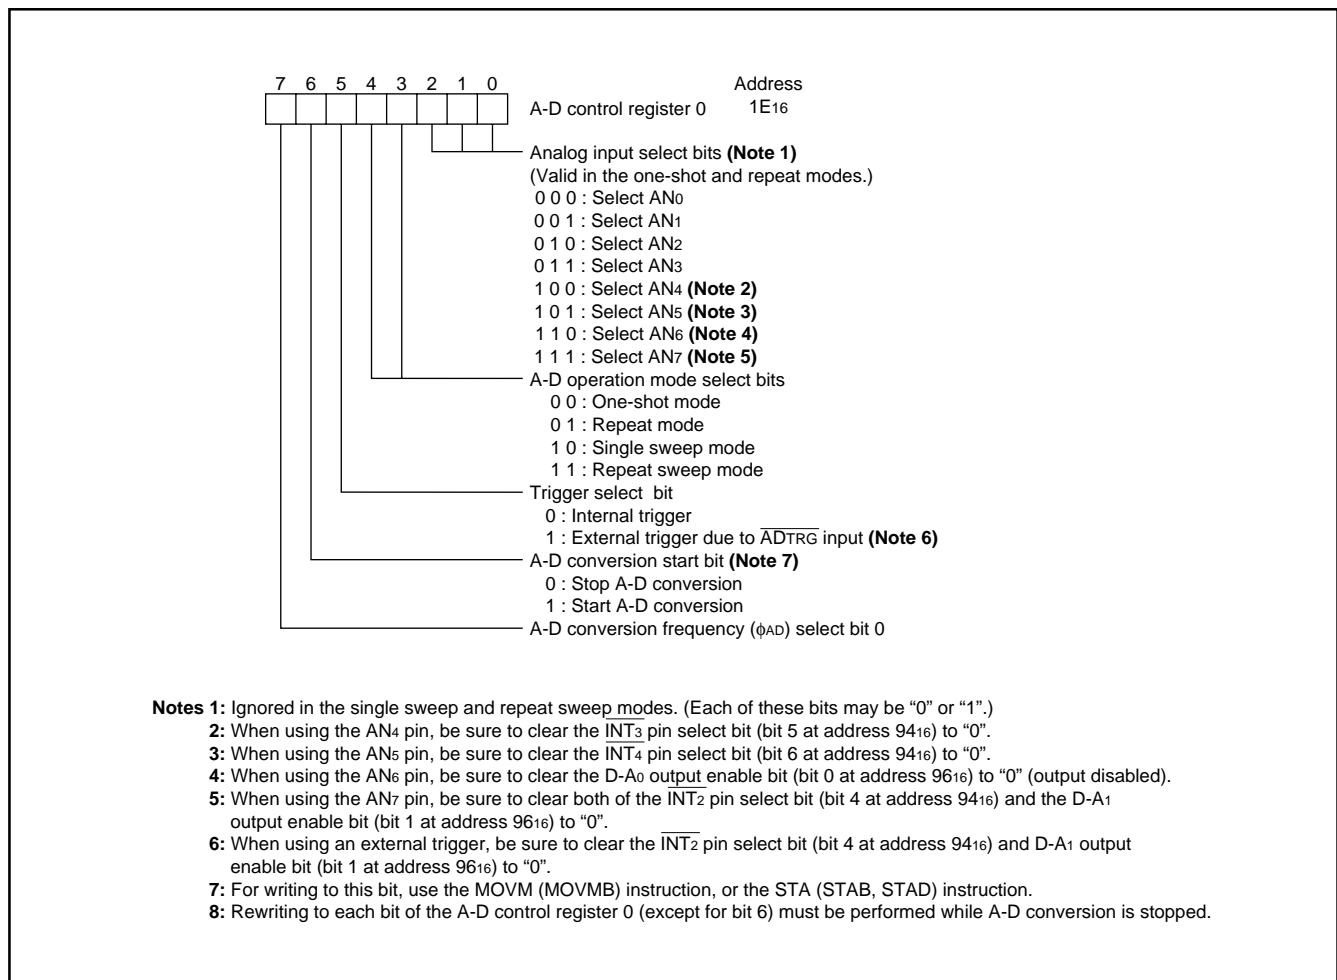 7 6 5 4 3 2 1 0 Address
A-D control register 0 1E16
Analog input select bits (Note 1)
(Valid in the one-shot and repeat modes.)
0 0 0 : Select AN0
0 0 1 : Select AN1
0 1 0 : Select AN2
0 1 1 : Select AN3
1 0 0 : Select AN4 (Note 2)
1 0 1 : Select AN5 (Note 3)
1 1 0 : Select AN6 (Note 4)
1 1 1 : Select AN7 (Note 5)
A-D operation mode select bits
0 0 : One-shot mode
0 1 : Repeat mode
1 0 : Single sweep mode
1 1 : Repeat sweep mode
Trigger select bit
0 : Internal trigger
1 : External trigger due to ADTRG input (Note 6)
A-D conversion start bit (Note 7)
0 : Stop A-D conversion
1 : Start A-D conversion
A-D conversion frequency (ϕAD) select bit 0
Notes 1: Ignored in the single sweep and repeat sweep modes. (Each of these bits may be “0” or “1”.)
2: When using the AN4 pin, be sure to clear the INT3 pin select bit (bit 5 at address 9416) to “0”.
3: When using the AN5 pin, be sure to clear the INT4 pin select bit (bit 6 at address 9416) to “0”.
4: When using the AN6 pin, be sure to clear the D-A0 output enable bit (bit 0 at address 9616) to “0” (output disabled).
5: When using the AN7 pin, be sure to clear both of the INT2 pin select bit (bit 4 at address 9416) and the D-A1
output enable bit (bit 1 at address 9616) to “0”.
6: When using an external trigger, be sure to clear the INT2 pin select bit (bit 4 at address 9416) and D-A1 output
enable bit (bit 1 at address 9616) to “0”.
7: For writing to this bit, use the MOVM (MOVMB) instruction, or the STA (STAB, STAD) instruction.
8: Rewriting to each bit of the A-D control register 0 (except for bit 6) must be performed while A-D conversion is stopped.